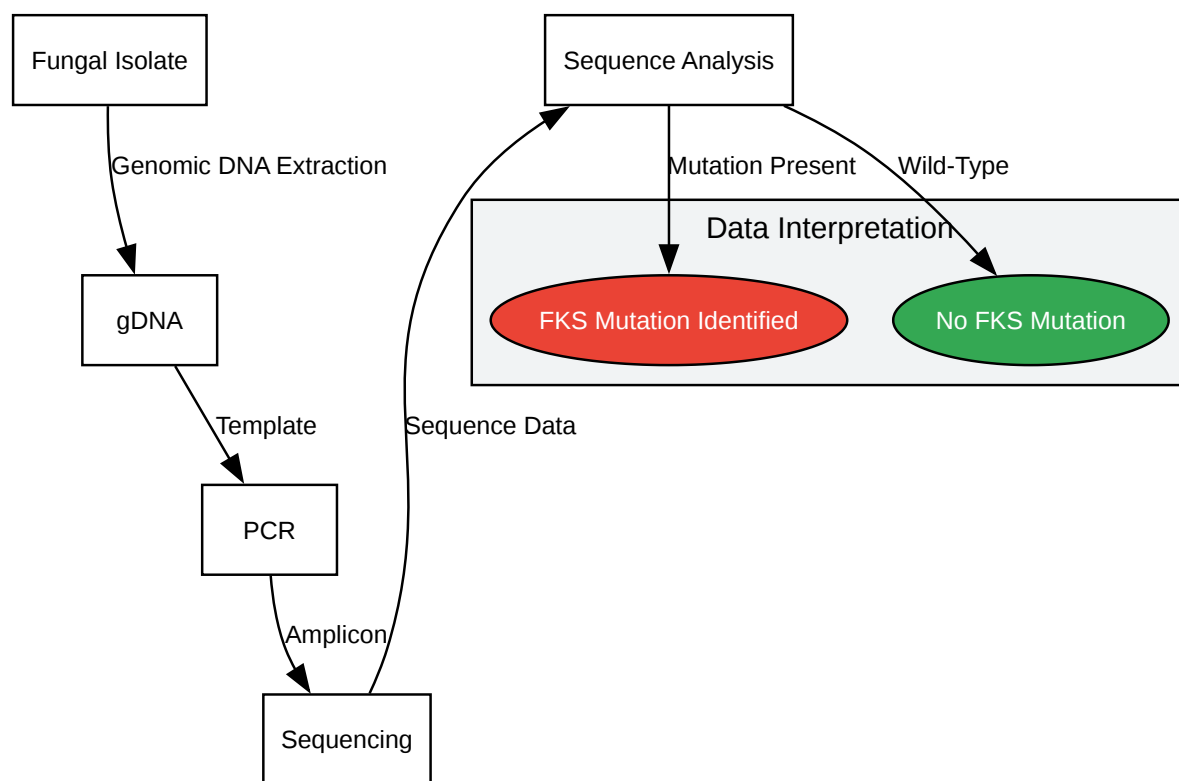 Fungal Isolate
Genomic DNA Extraction
gDNA
Template
PCR
Amplicon
Sequencing
Sequence Data
Sequence Analysis
Mutation Present
Wild-Type
Data Interpretation
FKS Mutation Identified
No FKS Mutation